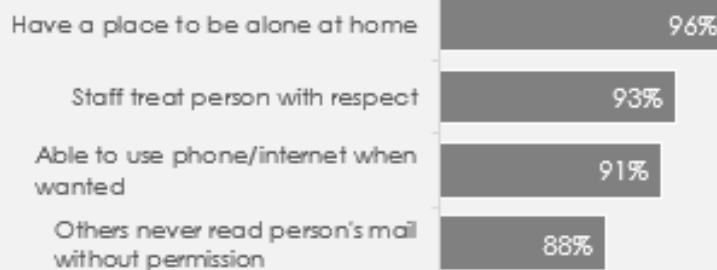 Have a place to be alone at home
96%
Staff treat person with respect
93%
Able to use phone/internet when
wanted
91%
Others never read person's mail
without permission
88%